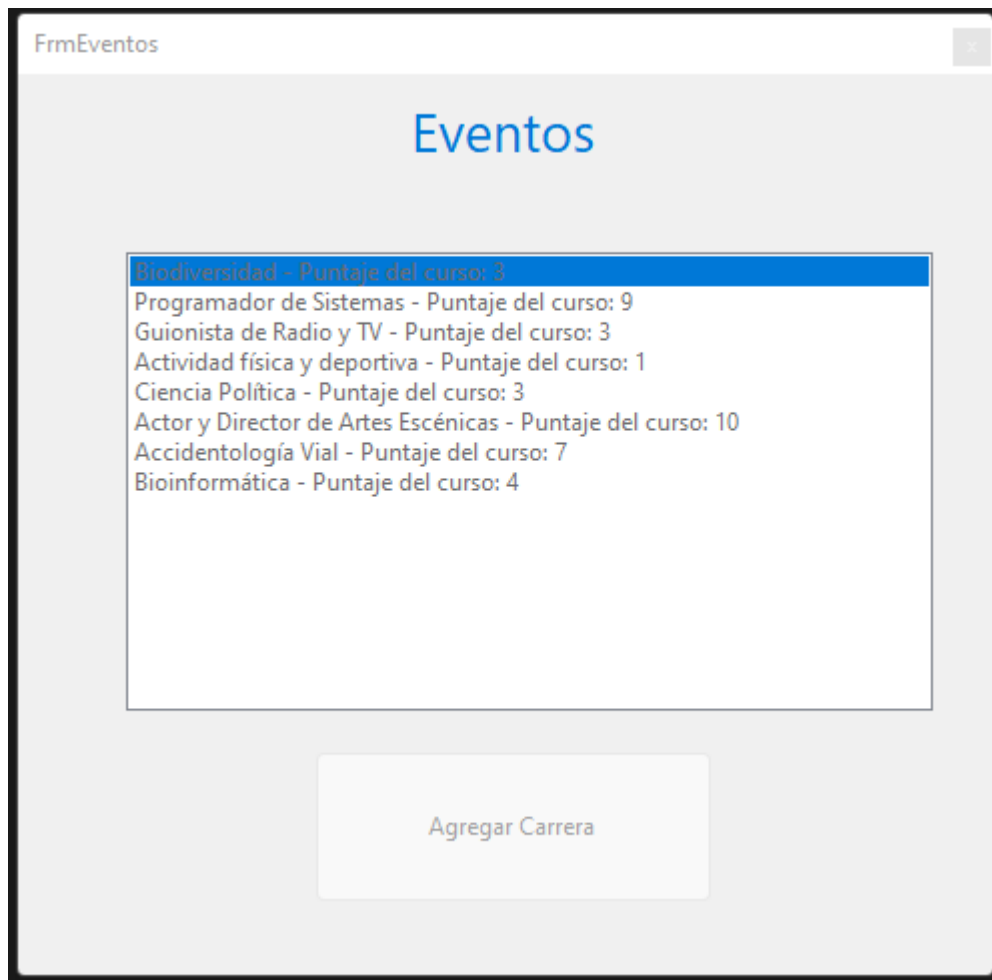 FrmEventos
x
Eventos
Biodiversidad - Puntaje del curso: 3
Programador de Sistemas - Puntaje del curso: 9
Guionista de Radio y TV - Puntaje del curso: 3
Actividad física y deportiva - Puntaje del curso: 1
Ciencia Política - Puntaje del curso: 3
Actor y Director de Artes Escénicas - Puntaje del curso: 10
Accidentología Vial - Puntaje del curso: 7
Bioinformática - Puntaje del curso: 4
Agregar Carrera